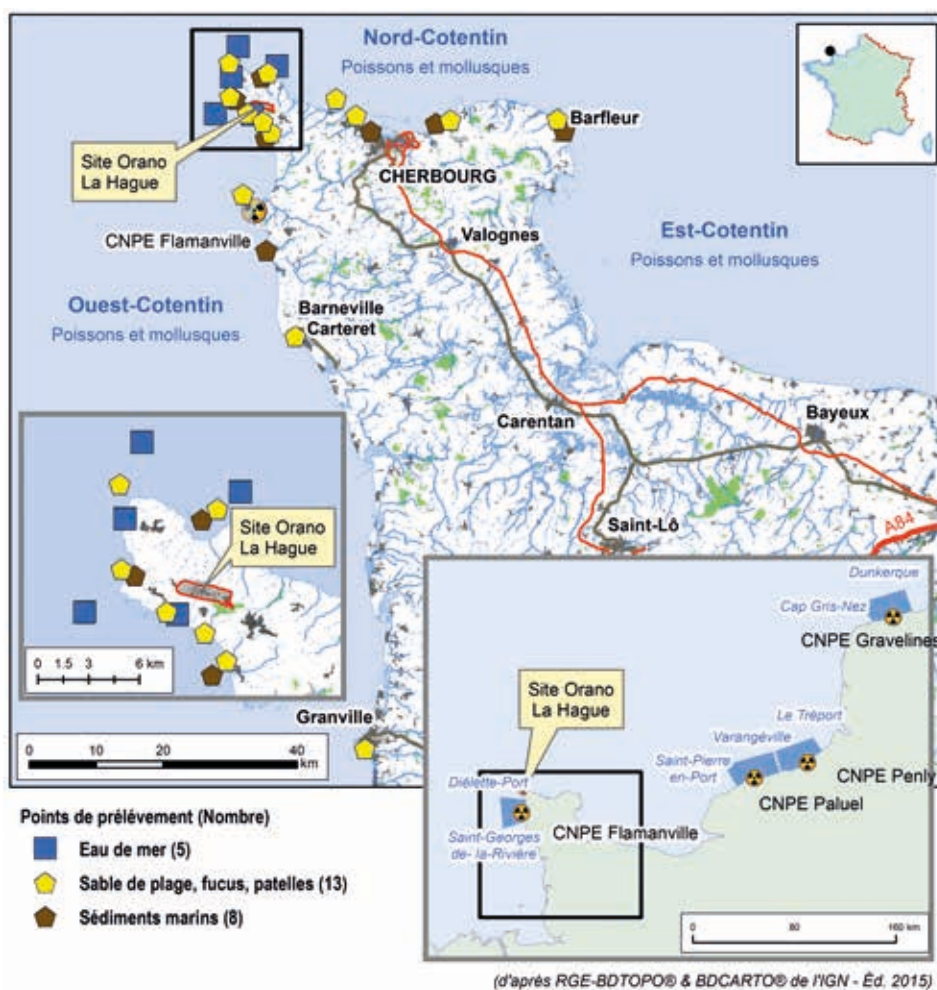 Nord-Cotentin
Poissons et mollusques
Site Orano
La Hague
Barfleur
CHERBOURG
CNPE Flamanville
Valognes
Est-Cotentin
Poissons et mollusques
Ouest-Cotentin
Poissons et mollusques
Barneville
Carteret
Carentan
Bayeux
Saint-Lô
A84
Site Orano
La Hague
0 1.5 3 6 km
Granville
0 10 20 40
km
Dunkerque
Cap Gris-Nez
CNPE Gravelines
Site Orano
La Hague
Le Tréport
Varangéville
Saint-Pierre
en-Port
CNPE Penly
CNPE Paluel
Diélette-Port
CNPE Flamanville
Saint-Georges
de- la-Rivière
0 80 160 km
Points de prélévement (Nombre)
Eau de mer (5)
Sable de plage, fucus, patelles (13)
Sédiments marins (8)
(d'après RGE-BDTOPO® & BDCARTO® de l'IGN - Éd. 2015)